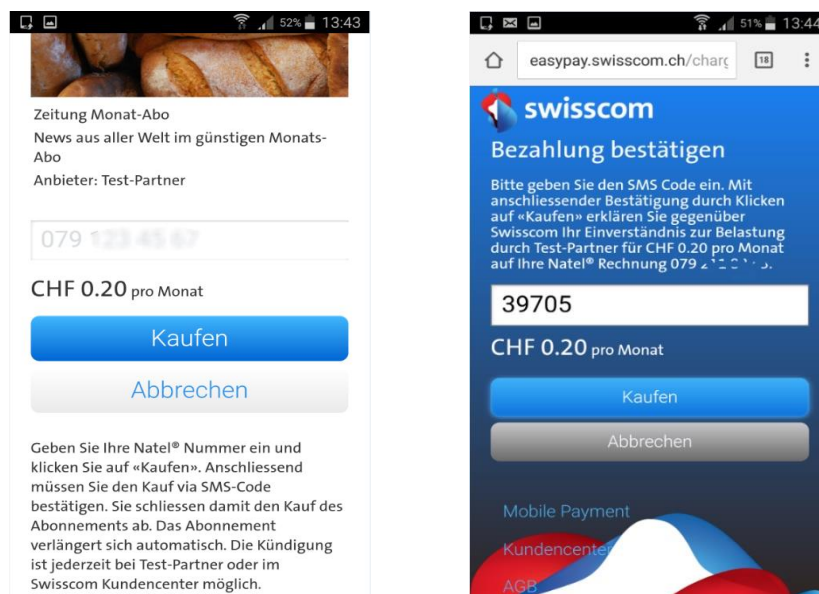 52% 13:43
Zeitung Monat-Abo
News aus aller Welt im günstigen Monats-
Abo
Anbieter: Test-Partner
079
CHF 0.20 pro Monat
Kaufen
Abbrechen
Geben Sie Ihre Natel® Nummer ein und
klicken Sie auf «Kaufen». Anschliessend
müssen Sie den Kauf via SMS-Code
bestätigen. Sie schliessen damit den Kauf des
Abonnements ab. Das Abonnement
verlängert sich automatisch. Die Kündigung
ist jederzeit bei Test-Partner oder im
Swisscom Kundencenter möglich.
51% 13:44
easypay.swisscom.ch/charg
18
swisscom
Bezahlung bestätigen
Bitte geben Sie den SMS Code ein. Mit
anschliessender Bestätigung durch Klicken
auf «Kaufen» erklären Sie gegenüber
Swisscom Ihr Einverständnis zur Belastung
durch Test-Partner für CHF 0.20 pro Monat
auf Ihre Natel® Rechnung 079
39705
CHF 0.20 pro Monat
Kaufen
Abbrechen
Mobile Payment
Kundencenter
AGB